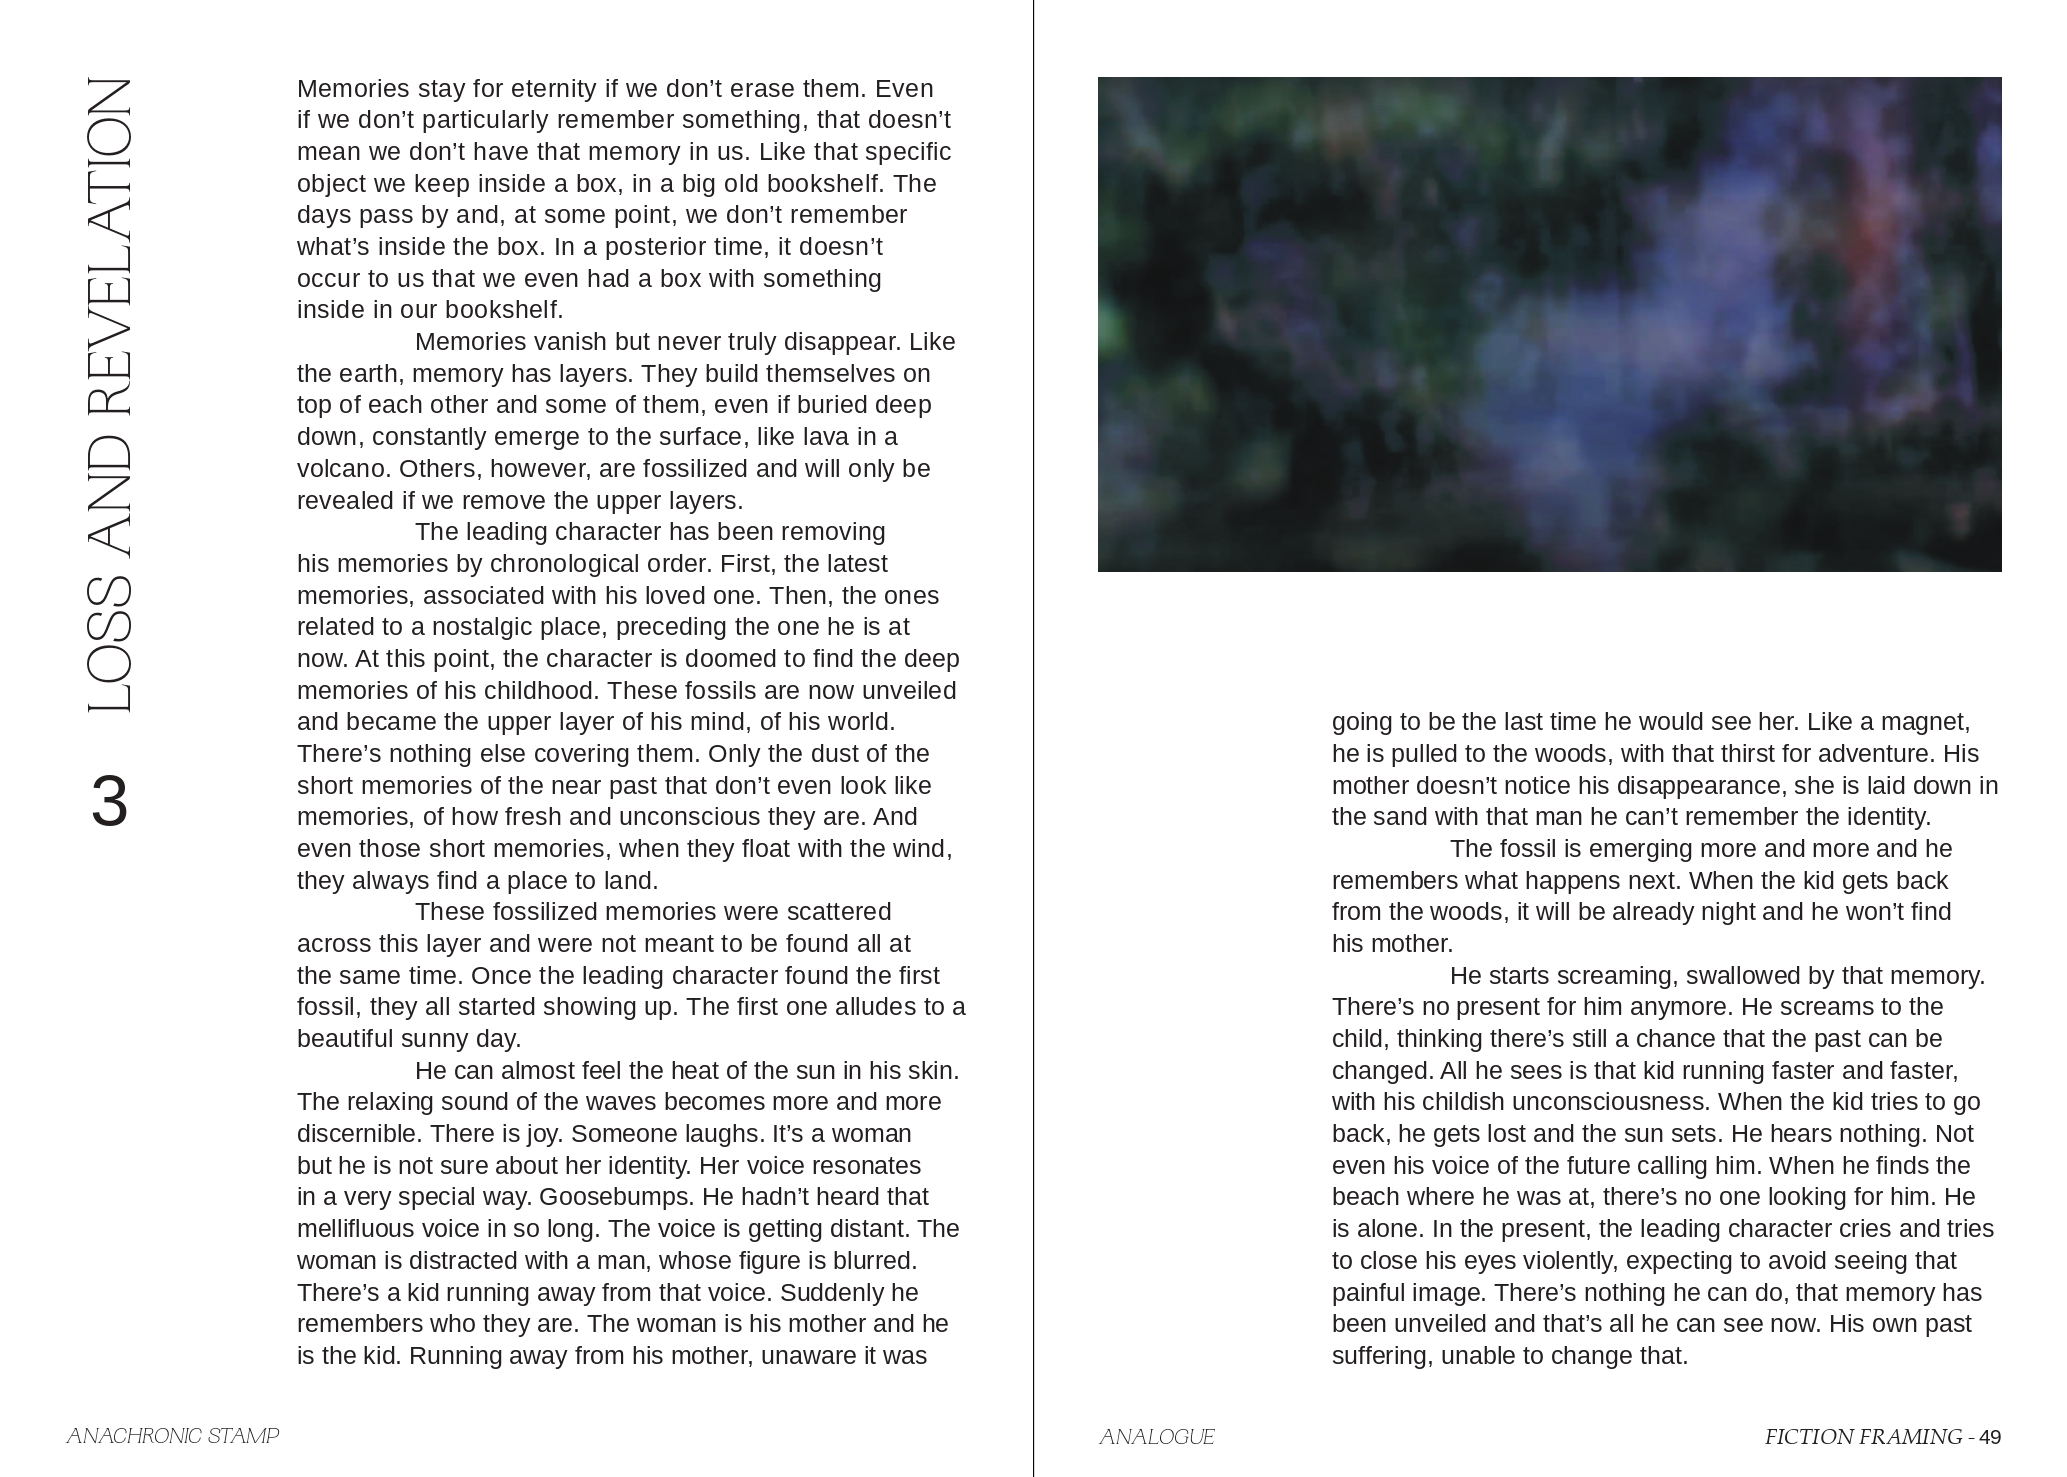 LOSS AND REVELATION
3
Memories stay for eternity if we don’t erase them. Even
if we don’t particularly remember something, that doesn’t
mean we don’t have that memory in us. Like that specific
object we keep inside a box, in a big old bookshelf. The
days pass by and, at some point, we don’t remember
what’s inside the box. In a posterior time, it doesn’t
occur to us that we even had a box with something
inside in our bookshelf.
Memories vanish but never truly disappear. Like
the earth, memory has layers. They build themselves on
top of each other and some of them, even if buried deep
down, constantly emerge to the surface, like lava in a
volcano. Others, however, are fossilized and will only be
revealed if we remove the upper layers.
The leading character has been removing
his memories by chronological order. First, the latest
memories, associated with his loved one. Then, the ones
related to a nostalgic place, preceding the one he is at
now. At this point, the character is doomed to find the deep
memories of his childhood. These fossils are now unveiled
and became the upper layer of his mind, of his world.
There’s nothing else covering them. Only the dust of the
short memories of the near past that don’t even look like
memories, of how fresh and unconscious they are. And
even those short memories, when they float with the wind,
they always find a place to land.
These fossilized memories were scattered
across this layer and were not meant to be found all at
the same time. Once the leading character found the first
fossil, they all started showing up. The first one alludes to a
beautiful sunny day.
He can almost feel the heat of the sun in his skin.
The relaxing sound of the waves becomes more and more
discernible. There is joy. Someone laughs. It’s a woman
but he is not sure about her identity. Her voice resonates
in a very special way. Goosebumps. He hadn’t heard that
mellifluous voice in so long. The voice is getting distant. The
woman is distracted with a man, whose figure is blurred.
There’s a kid running away from that voice. Suddenly he
remembers who they are. The woman is his mother and he
is the kid. Running away from his mother, unaware it was
ANACHRONIC STAMP
going to be the last time he would see her. Like a magnet,
he is pulled to the woods, with that thirst for adventure. His
mother doesn’t notice his disappearance, she is laid down in
the sand with that man he can’t remember the identity.
The fossil is emerging more and more and he
remembers what happens next. When the kid gets back
from the woods, it will be already night and he won’t find
his mother.
He starts screaming, swallowed by that memory.
There’s no present for him anymore. He screams to the
child, thinking there’s still a chance that the past can be
changed. All he sees is that kid running faster and faster,
with his childish unconsciousness. When the kid tries to go
back, he gets lost and the sun sets. He hears nothing. Not
even his voice of the future calling him. When he finds the
beach where he was at, there’s no one looking for him. He
is alone. In the present, the leading character cries and tries
to close his eyes violently, expecting to avoid seeing that
painful image. There’s nothing he can do, that memory has
been unveiled and that’s all he can see now. His own past
suffering, unable to change that.
ANALOGUE
FICTION FRAMING - 49